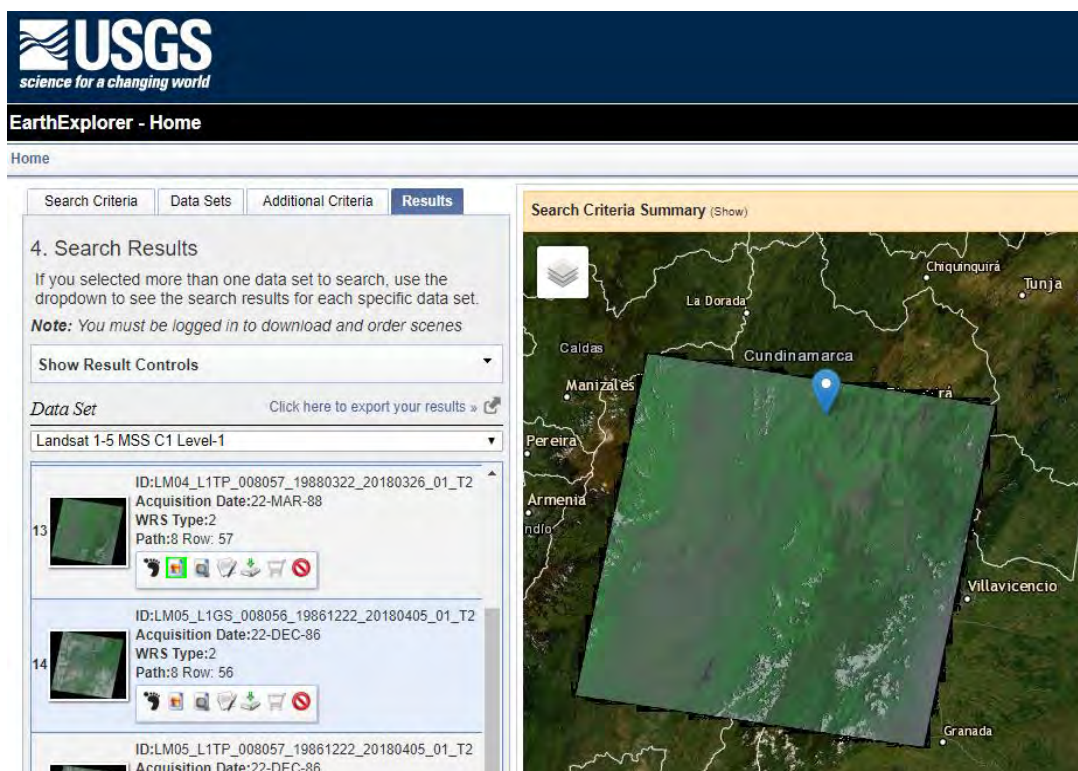 USGS
science for a changing world
EarthExplorer - Home
Home
Search Criteria Data Sets Additional Criteria Results
4. Search Results
If you selected more than one data set to search, use the
dropdown to see the search results for each specific data set.
Note: You must be logged in to download and order scenes
Show Result Controls
Data Set Click here to export your results »
Landsat 1-5 MSS C1 Level-1
13
ID:LM04_L1TP_008057_19880322_20180326_01_T2
Acquisition Date:22-MAR-88
WRS Type:2
Path:8 Row: 57
14
ID:LM05_L1GS_008056_19861222_20180405_01_T2
Acquisition Date:22-DEC-86
WRS Type:2
Path:8 Row: 56
ID:LM05_L1TP_008057_19861222_20180405_01_T2
Acquisition Date:22-DEC-86
Search Criteria Summary (Show)
Chiquinquirá
Tunja
La Dorada
Caldas
Cundinamarca
Manizales
rá
Pereira
Armenia
ndío
Villavicencio
Granada